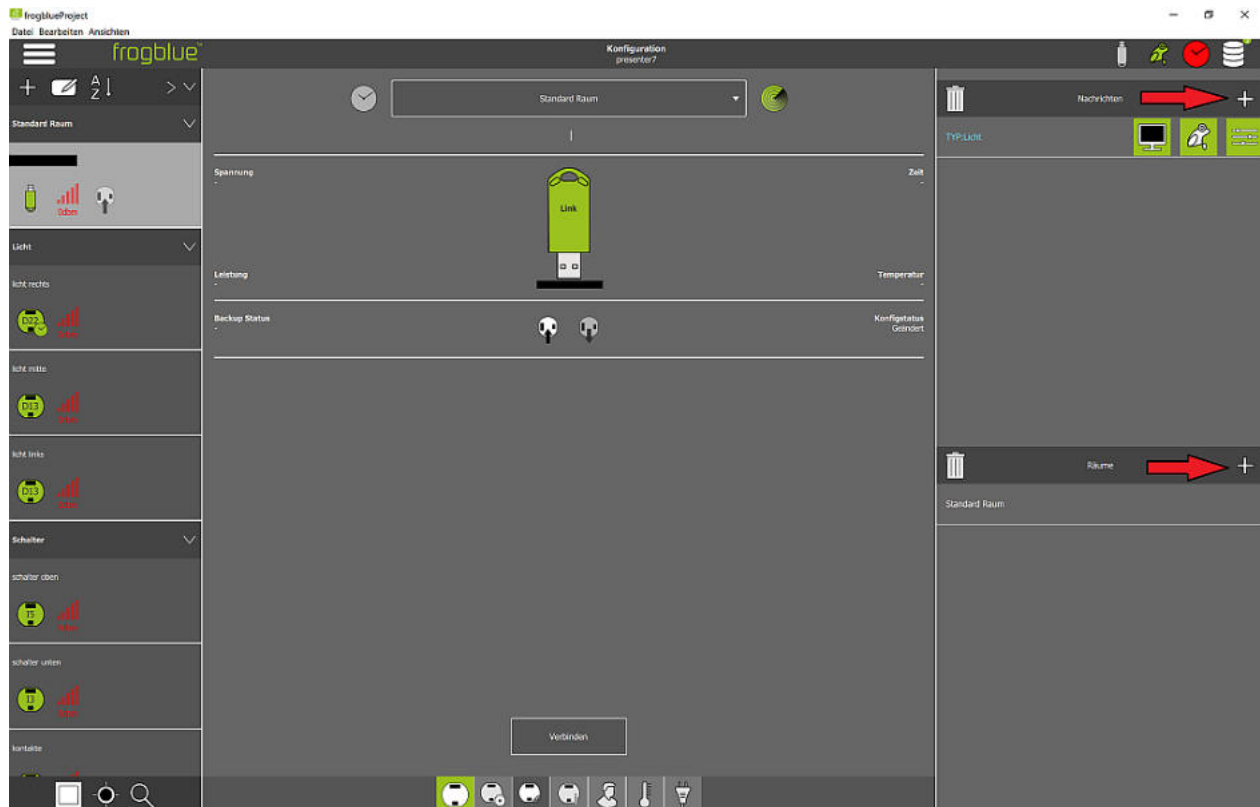 frogblueProject
Datei Bearbeiten Ansichten
frogblue™
Konfiguration
presenter7
A
Z
Standard Raum
0dbm
Licht
licht rechts
D22
licht mitte
D13
licht links
D13
Schalter
schalter oben
schalter unten
kontakte
Standard Raum
Spannung
-
Zeit
-
Link
Leistung
-
Temperatur
-
Backup Status
-
Konfigstatus
Geändert
Verbinden
Nachrichten
TYP:Licht
Räume
Standard Raum